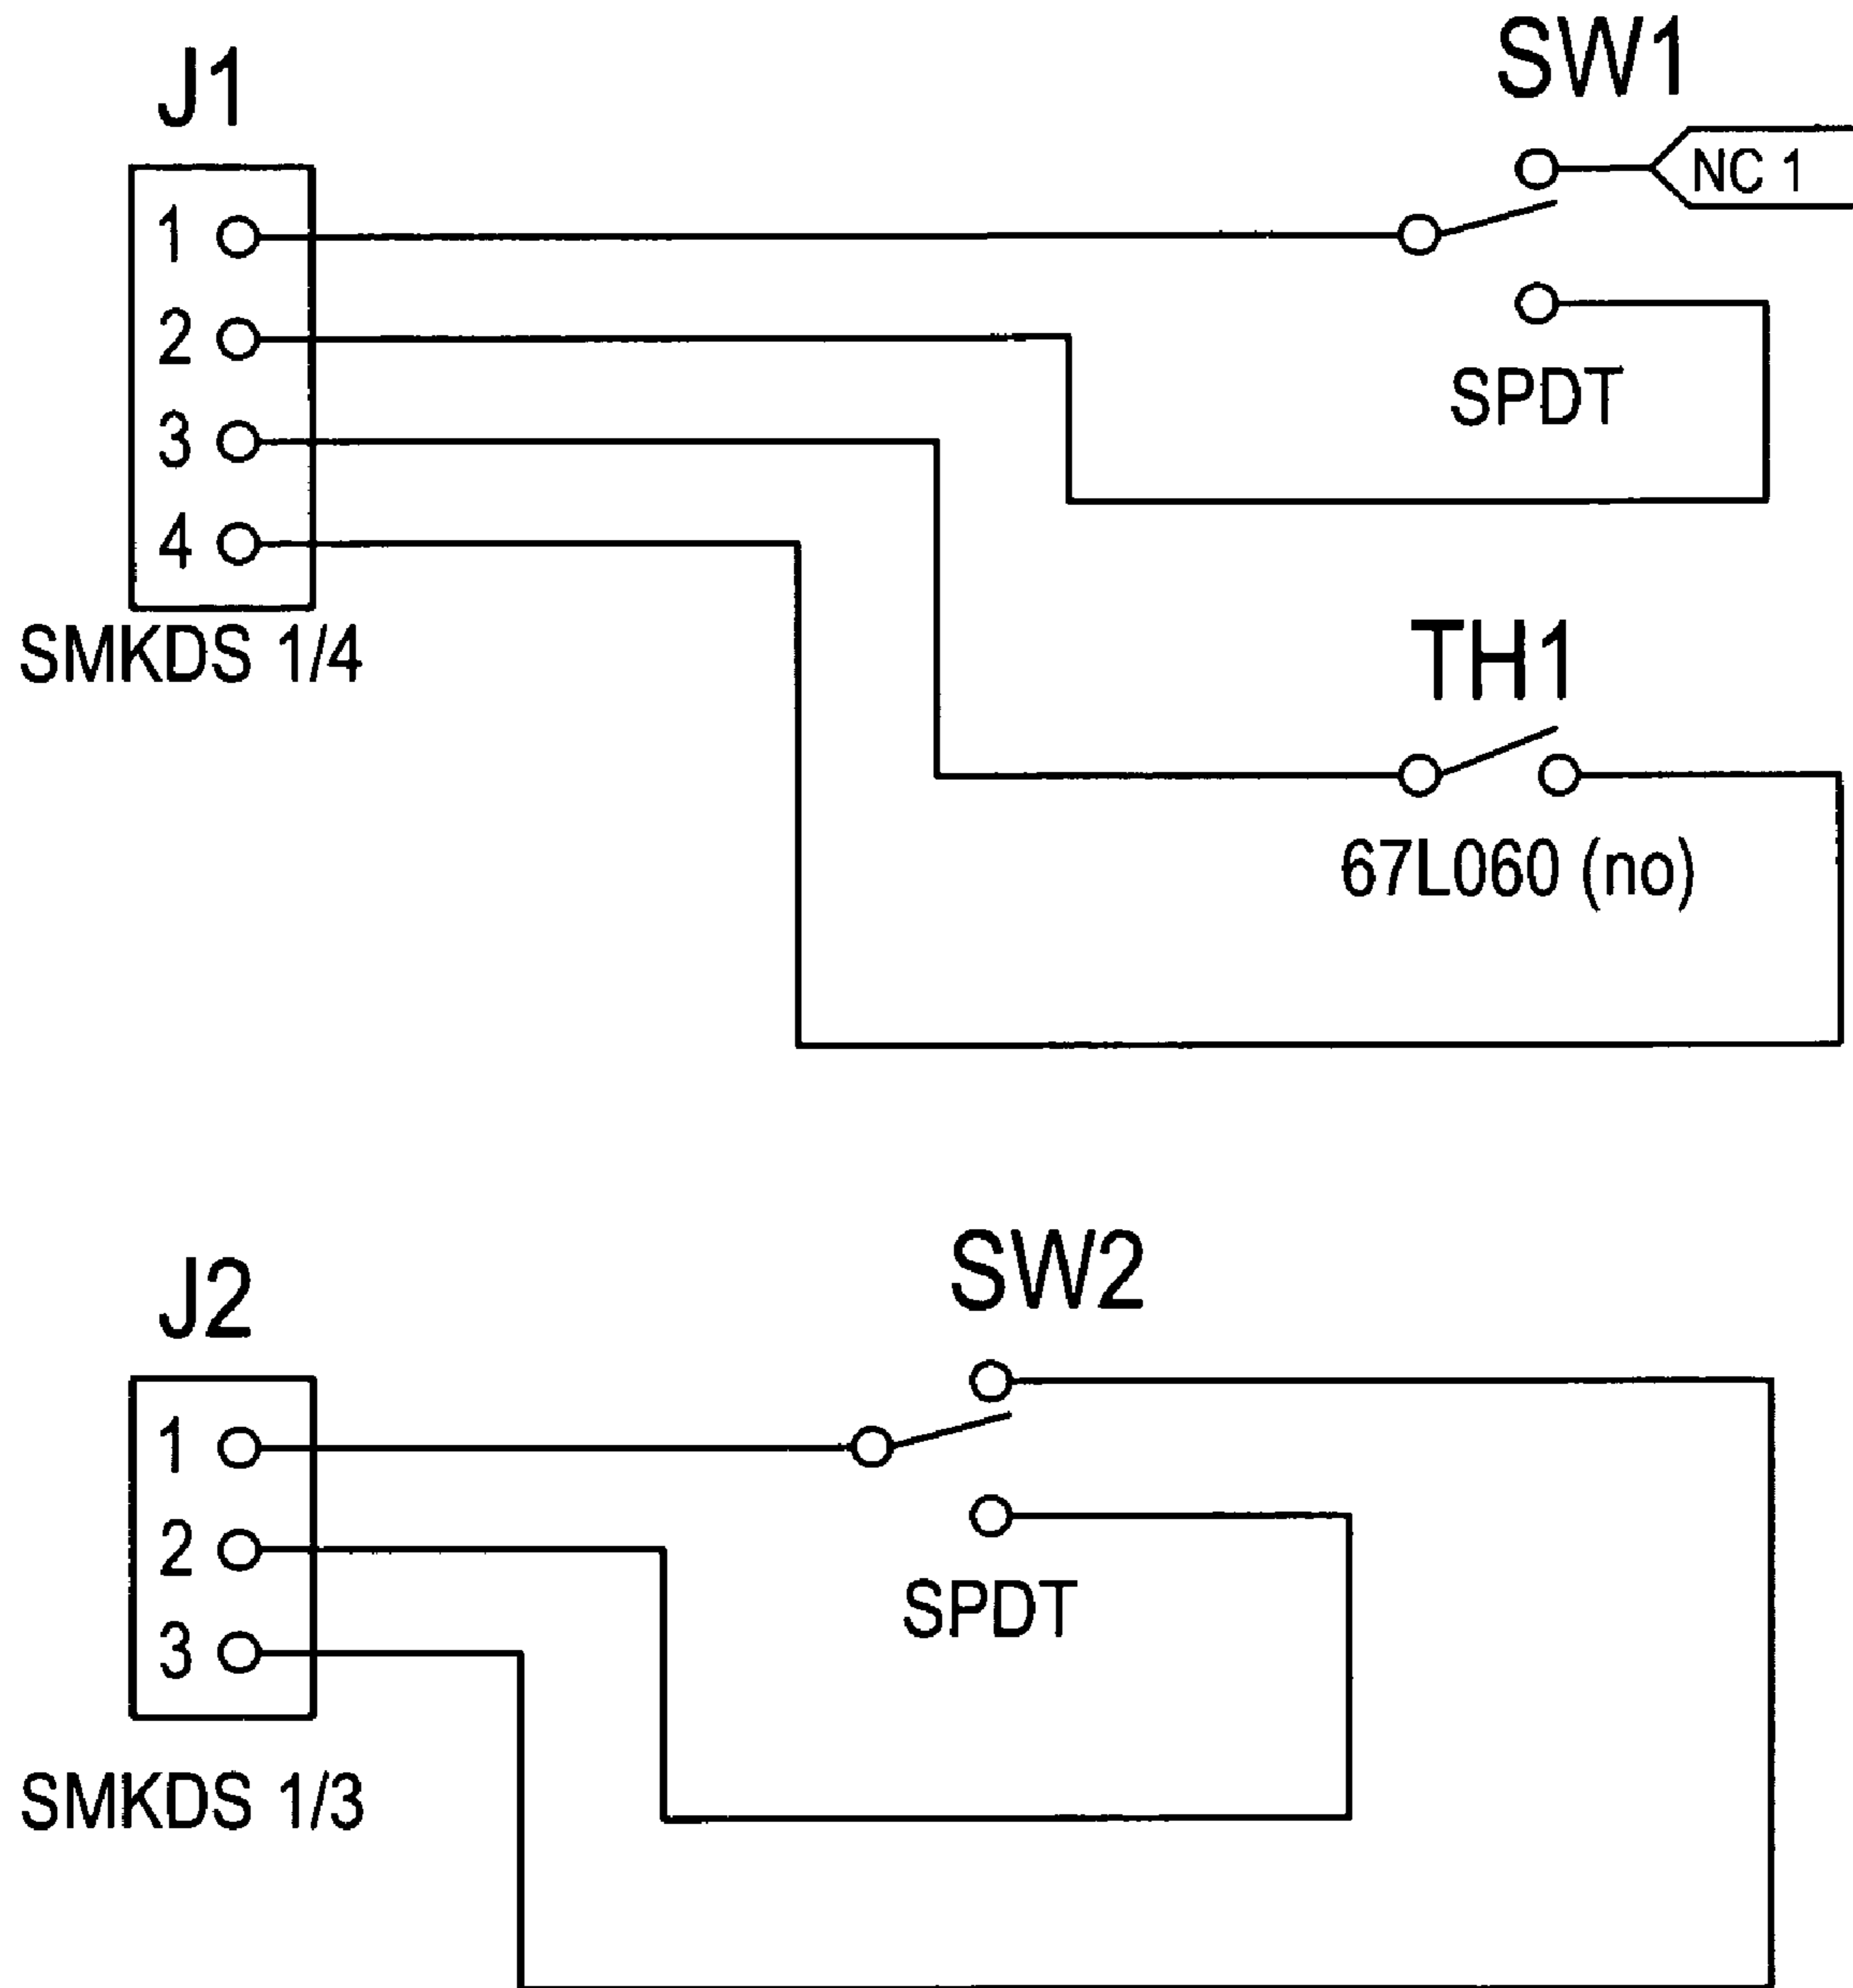 J1
SW1
NC 1
1
2
3
4
SPDT
SMKDS 1/4
TH1
67L060 (no)
J2
SW2
1
2
3
SPDT
SMKDS 1/3